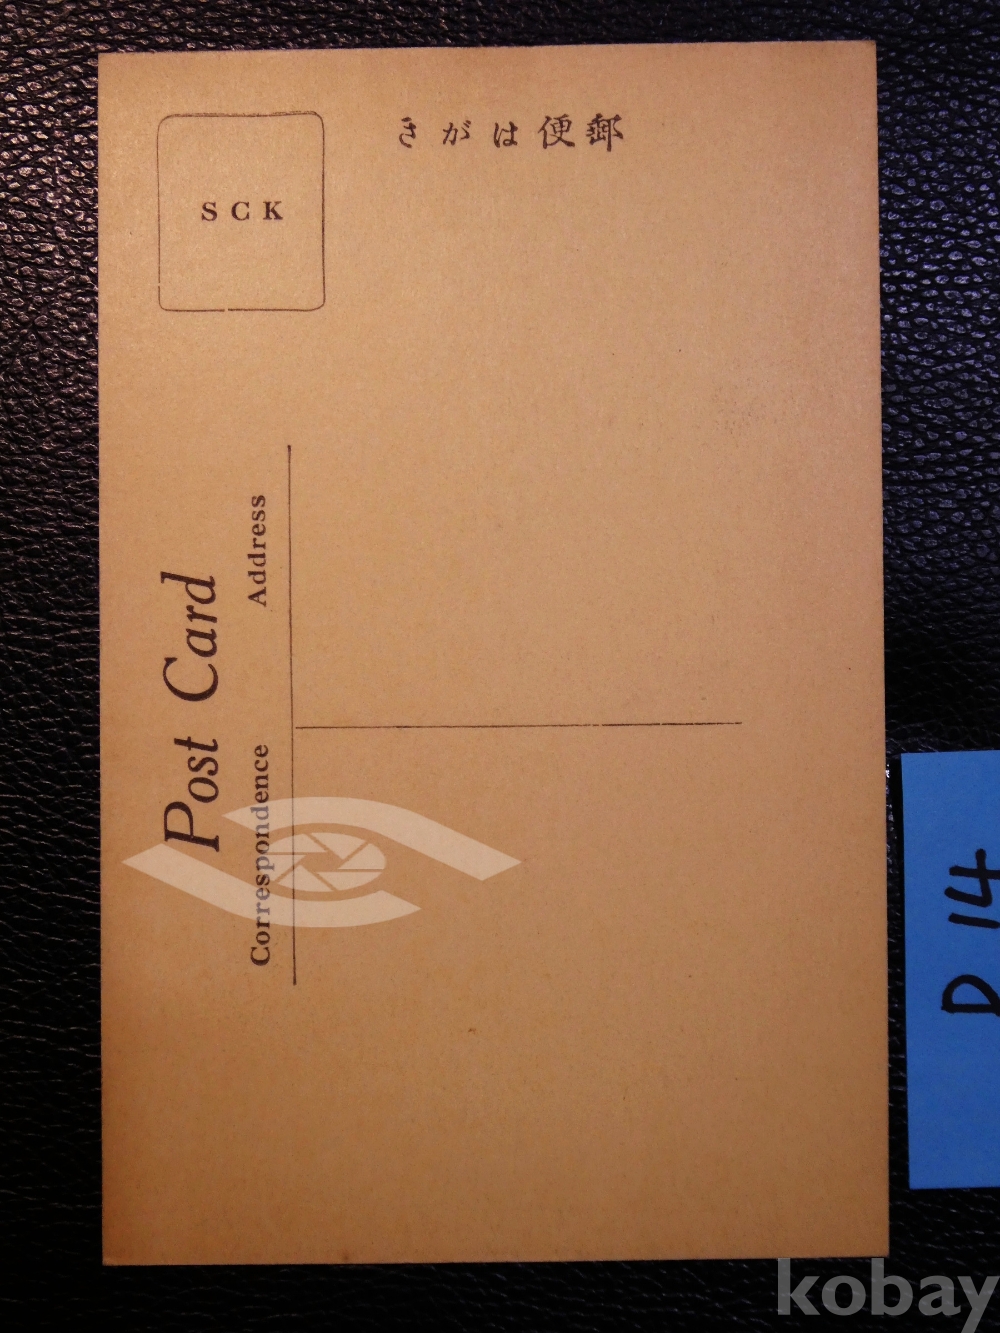 きがは便郵
SCK
Post Card
Correspondence Address
D 14
kobay